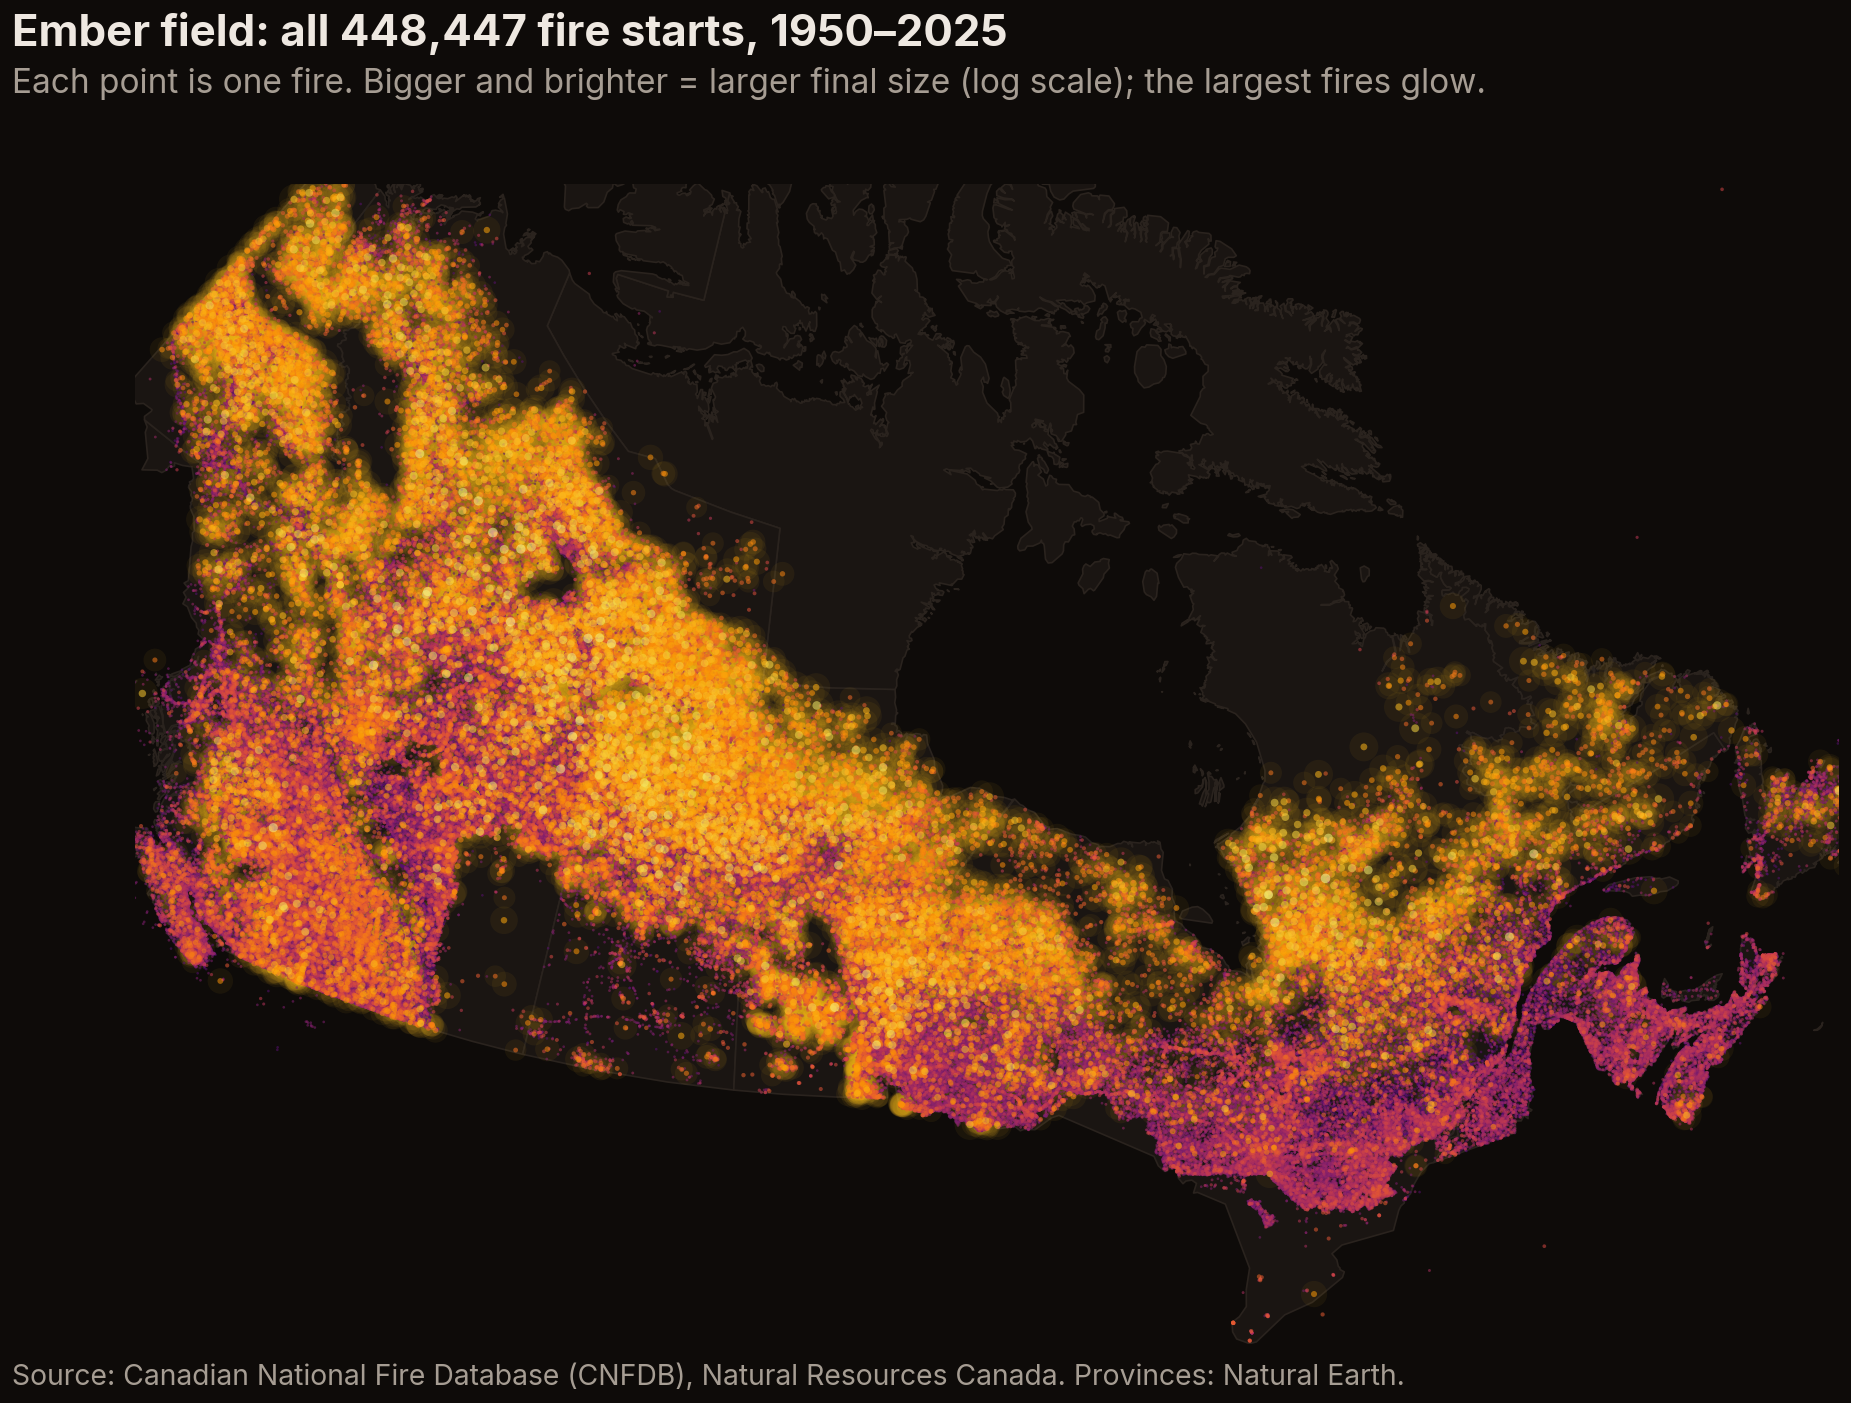 Ember field: all 448,447 fire starts, 1950–2025
Each point is one fire. Bigger and brighter = larger final size (log scale); the largest fires glow.
Source: Canadian National Fire Database (CNFDB), Natural Resources Canada. Provinces: Natural Earth.